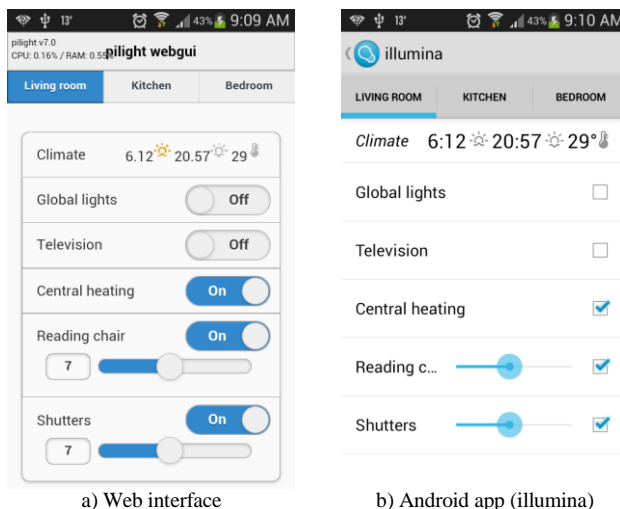 13° 43% 9:09 AM
pilight v7.0
CPU: 0.16% / RAM: 0.55
pilight webgui
Living room Kitchen Bedroom
Climate 6.12 20.57 29
Global lights Off
Television Off
Central heating On
Reading chair On
7
Shutters On
7
a) Web interface
13° 43% 9:10 AM
illumina
LIVING ROOM KITCHEN BEDROOM
Climate 6:12 20:57 29°
Global lights
Television
Central heating
Reading c...
Shutters
b) Android app (illumina)